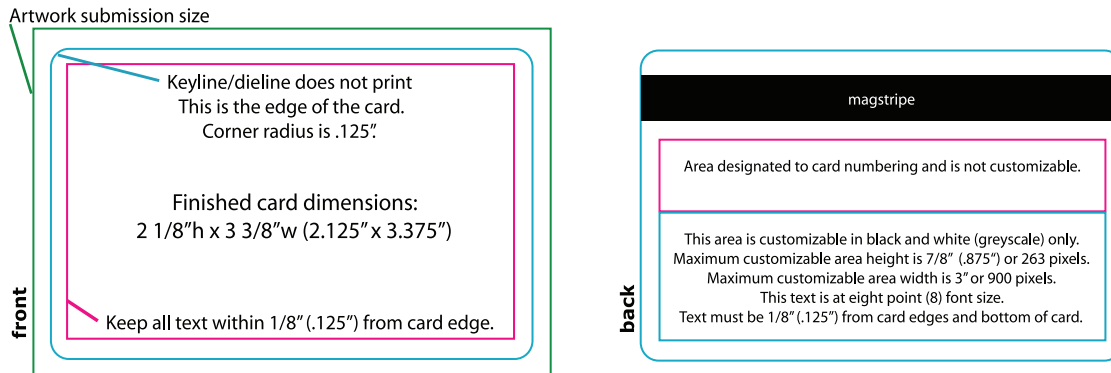 Artwork submission size
Keyline/dieline does not print
This is the edge of the card.
Corner radius is .125”.
Finished card dimensions:
2 1/8”h x 3 3/8”w (2.125” x 3.375”)
Keep all text within 1/8” (.125”) from card edge.
front
magstripe
Area designated to card numbering and is not customizable.
This area is customizable in black and white (greyscale) only.
Maximum customizable area height is 7/8” (.875”) or 263 pixels.
Maximum customizable area width is 3” or 900 pixels.
This text is at eight point (8) font size.
Text must be 1/8” (.125”) from card edges and bottom of card.
back